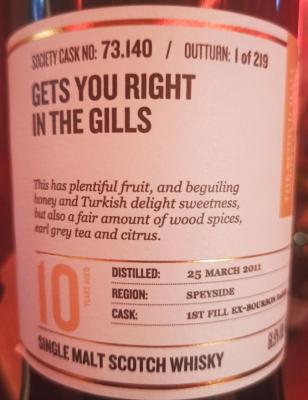 SOCIETY CASK NO: 73.140 / OUTTURN: 1 of 219
GETS YOU RIGHT
IN THE GILLS
This has plentiful fruit, and beguiling
honey and Turkish delight sweetness,
but also a fair amount of wood spices,
earl grey tea and citrus.
10 YEARS AGED
DISTILLED: 25 MARCH 2011
REGION: SPEYSIDE
CASK: 1ST FILL EX-BOURBON
SINGLE MALT SCOTCH WHISKY